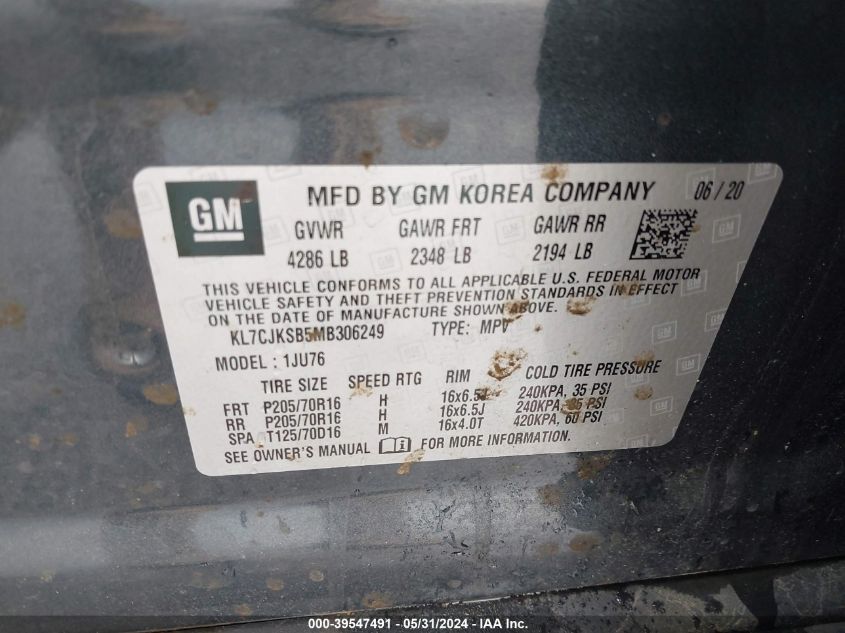 GM MFD BY GM KOREA COMPANY 06 / 20
GVWR GAWR FRT GAWR RR
4286 LB 2348 LB 2194 LB
THIS VEHICLE CONFORMS TO ALL APPLICABLE U.S. FEDERAL MOTOR
VEHICLE SAFETY AND THEFT PREVENTION STANDARDS IN EFFECT
ON THE DATE OF MANUFACTURE SHOWN ABOVE.
KL7CJKSB5MB306249 TYPE: MPV
MODEL : 1JU76
TIRE SIZE SPEED RTG RIM COLD TIRE PRESSURE
FRT P205/70R16 H 16x6.5J 240KPA, 35 PSI
RR P205/70R16 H 16x6.5J 240KPA, 35 PSI
SPA T125/70D16 M 16x4.0T 420KPA, 60 PSI
SEE OWNER'S MANUAL FOR MORE INFORMATION.
000-39547491 - 05/31/2024 - IAA Inc.